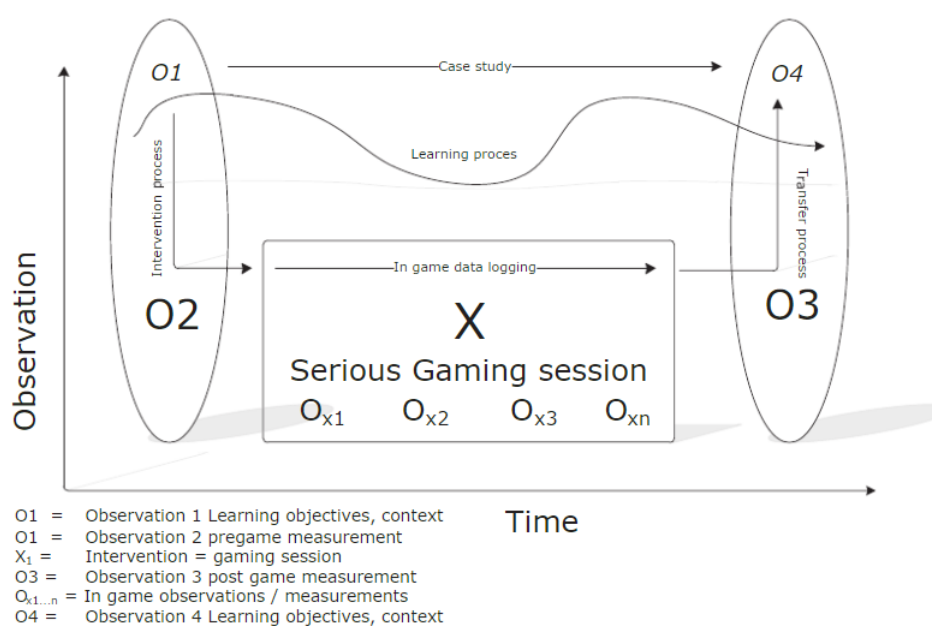 O1
Case study
O4
Learning proces
Intervention process
Transfer process
In game data logging
O2
X
O3
Serious Gaming session
Ox1 Ox2 Ox3 Oxn
Observation
Time
O1 = Observation 1 Learning objectives, context
O1 = Observation 2 pregame measurement
X1 = Intervention = gaming session
O3 = Observation 3 post game measurement
Ox1...n = In game observations / measurements
O4 = Observation 4 Learning objectives, context